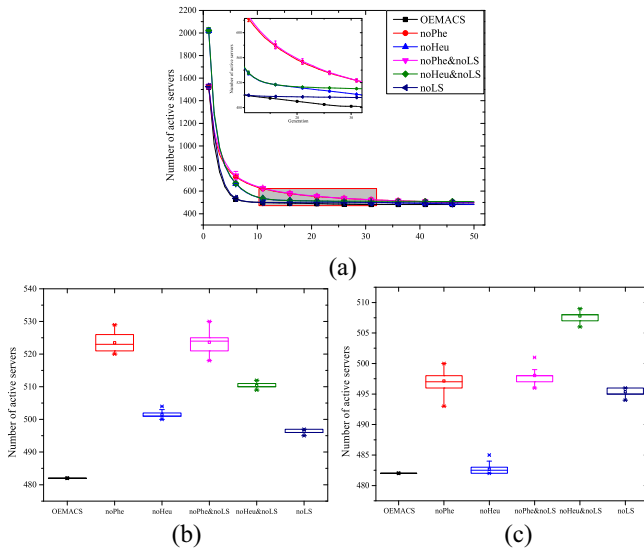 OEMACS
noPhe
noHeu
noPhe&noLS
noHeu&noLS
noLS
2200
2000
1800
1600
1400
1200
1000
800
600
400
Number of active servers
Number of active servers
Generation
0 10 20 30 40 50
(a)
540
530
520
510
500
490
480
Number of active servers
OEMACS noPhe noHeu noPhe&noLS noHeu&noLS noLS
(b)
510
505
500
495
490
485
480
Number of active servers
OEMACS noPhe noHeu noPhe&noLS noHeu&noLS noLS
(c)